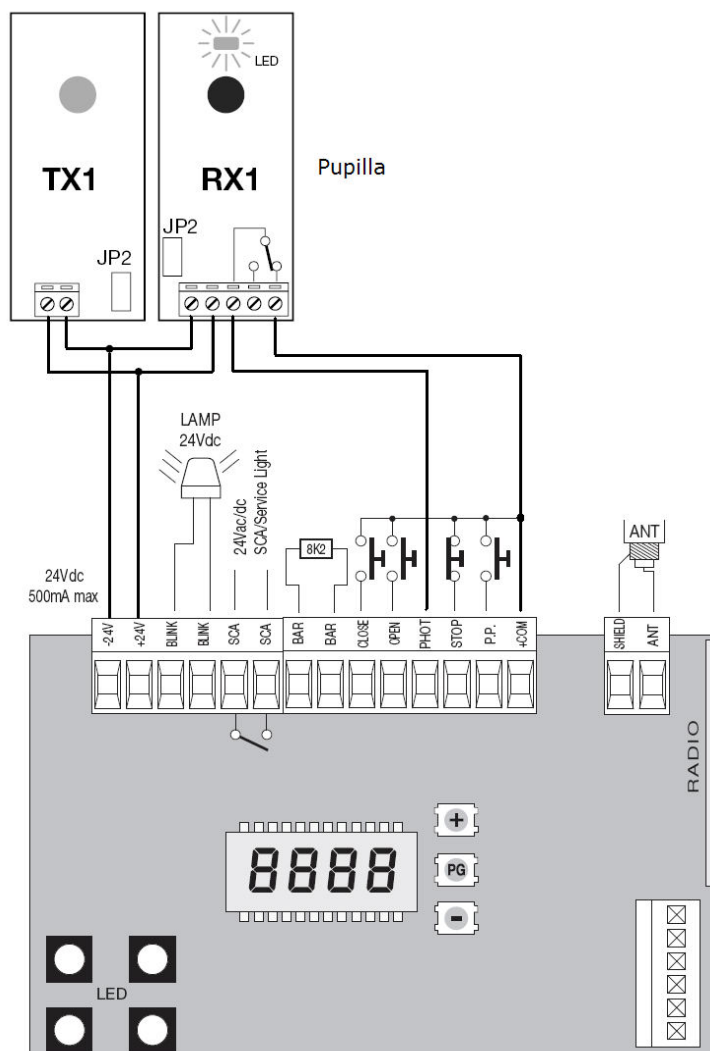 LED
TX1
RX1
Pupilla
JP2
JP2
LAMP
24Vdc
24Vac/dc
SCA/Service Light
8K2
ANT
24Vdc
500mA max
-24V
+24V
BLINK
BLINK
SCA
SCA
BAR
BAR
CLOSE
OPEN
PHOT
STOP
P.P.
+COM
SHIELD
ANT
RADIO
+
8888
PG
-
LED